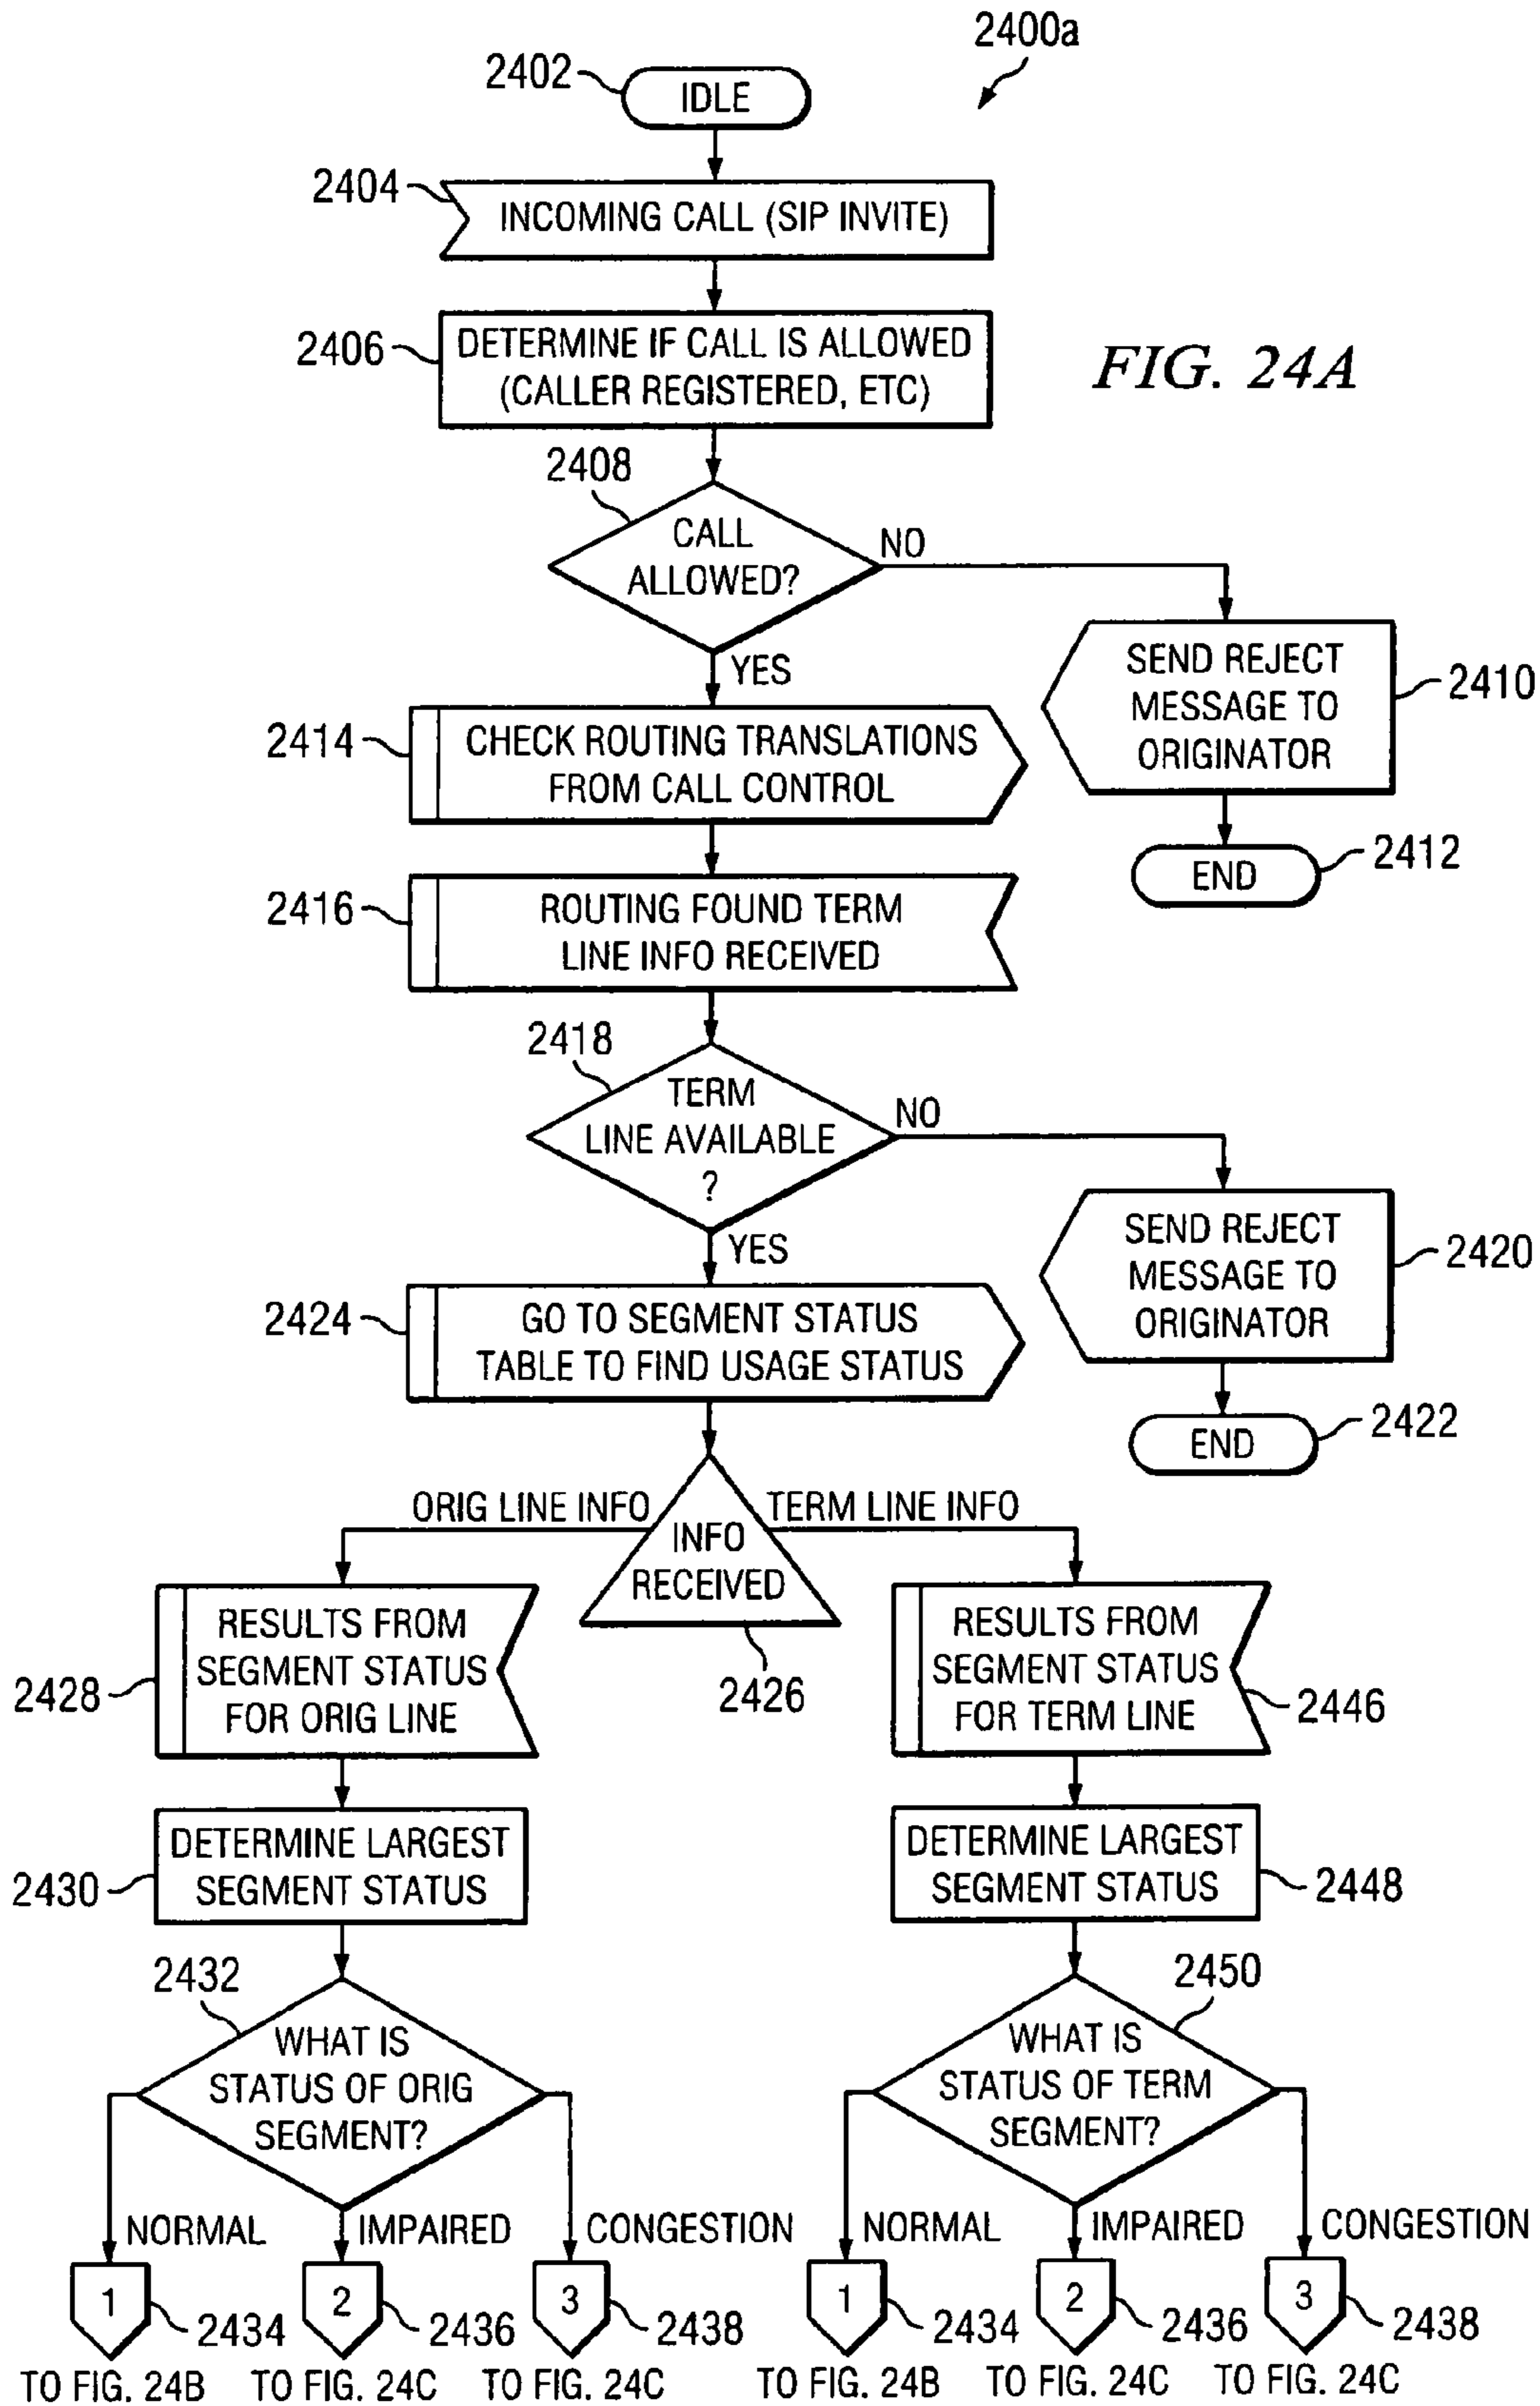 2400a
2402
IDLE
2404
INCOMING CALL (SIP INVITE)
2406
DETERMINE IF CALL IS ALLOWED
(CALLER REGISTERED, ETC)
FIG. 24A
2408
CALL
ALLOWED?
NO
YES
SEND REJECT
MESSAGE TO
ORIGINATOR
2410
2414
CHECK ROUTING TRANSLATIONS
FROM CALL CONTROL
END
2412
2416
ROUTING FOUND TERM
LINE INFO RECEIVED
2418
TERM
LINE AVAILABLE
?
NO
YES
SEND REJECT
MESSAGE TO
ORIGINATOR
2420
2424
GO TO SEGMENT STATUS
TABLE TO FIND USAGE STATUS
END
2422
ORIG LINE INFO
TERM LINE INFO
INFO
RECEIVED
2426
RESULTS FROM
SEGMENT STATUS
FOR ORIG LINE
2428
RESULTS FROM
SEGMENT STATUS
FOR TERM LINE
2446
DETERMINE LARGEST
SEGMENT STATUS
2430
DETERMINE LARGEST
SEGMENT STATUS
2448
2432
WHAT IS
STATUS OF ORIG
SEGMENT?
2450
WHAT IS
STATUS OF TERM
SEGMENT?
NORMAL
IMPAIRED
CONGESTION
NORMAL
IMPAIRED
CONGESTION
1
2434
2
2436
3
2438
1
2434
2
2436
3
2438
TO FIG. 24B
TO FIG. 24C
TO FIG. 24C
TO FIG. 24B
TO FIG. 24C
TO FIG. 24C